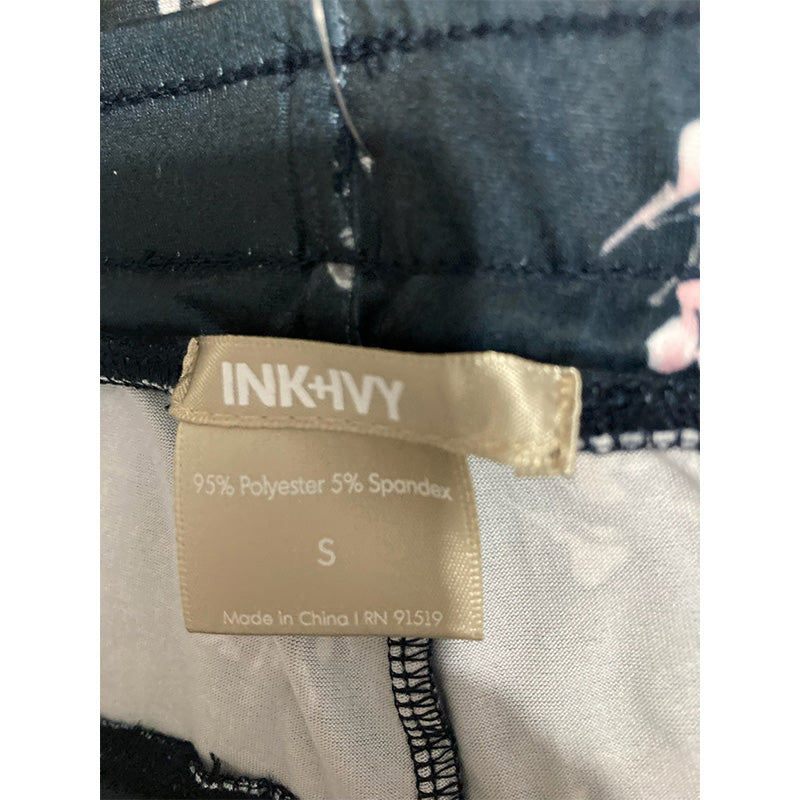 INK+IVY
95% Polyester 5% Spandex
S
Made in China | RN 91519